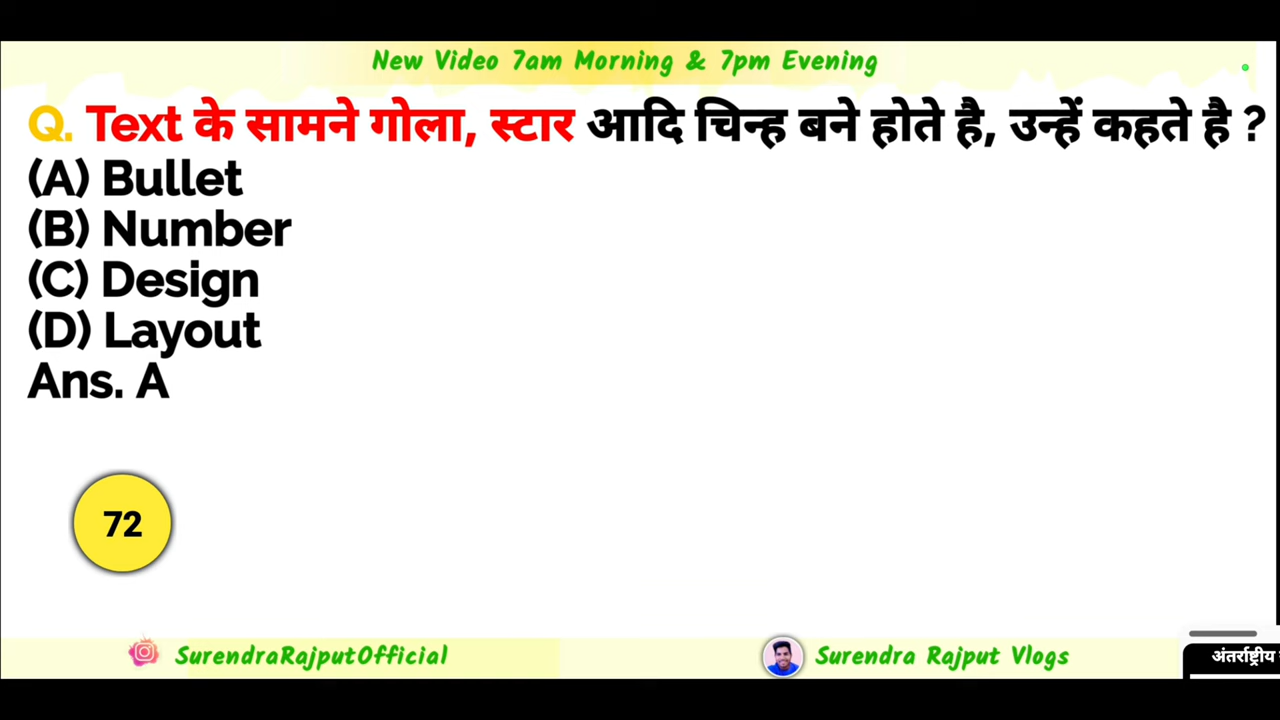 New Video 7am Morning & 7pm Evening
Q. Text के सामने गोला, स्टार आदि चिन्ह बने होते है, उन्हें कहते है ?
(A) Bullet
(B) Number
(C) Design
(D) Layout
Ans. A
72
SurendraRajputOfficial
Surendra Rajput Vlogs
अंतर्राष्ट्रीय